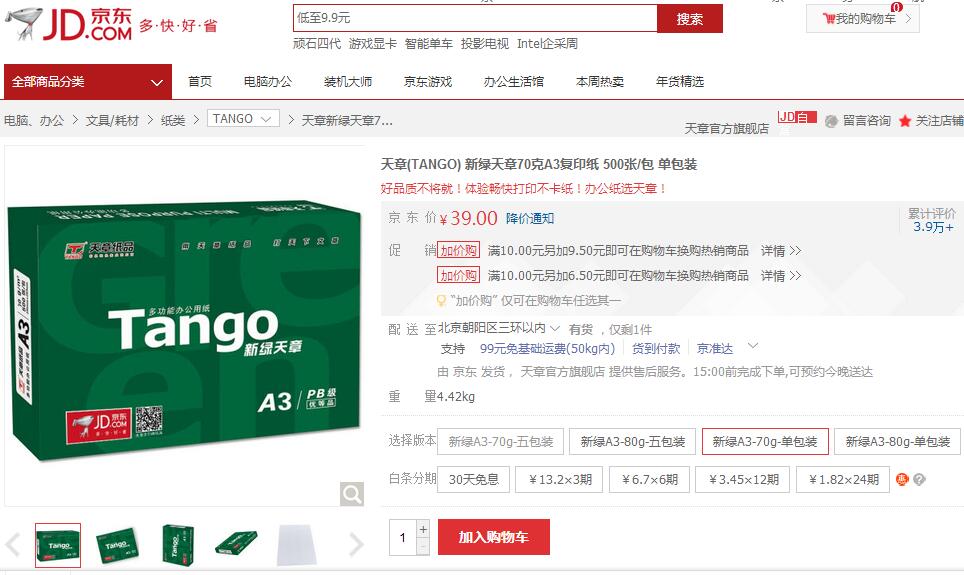 JD.COM 京东 多·快·好·省
低至9.9元
搜索
我的购物车
0
顽石四代 游戏显卡 智能单车 投影电视 Intel企采周
全部商品分类
首页 电脑办公 装机大师 京东游戏 办公生活馆 本周热卖 年货精选
电脑、办公 > 文具/耗材 > 纸类 > TANGO > 天章新绿天章7...
天章官方旗舰店 JD 留言咨询 关注店铺
天章(TANGO) 新绿天章70克A3复印纸 500张/包 单包装
好品质不将就！体验畅快打印不卡纸！办公纸选天章！
京东价 ￥39.00 降价通知
累计评价
3.9万+
促销 加价购 满10.00元另加9.50元即可在购物车换购热销商品 详情 >>
加价购 满10.00元另加6.50元即可在购物车换购热销商品 详情 >>
“加价购” 仅可在购物车任选其一
配送至 北京朝阳区三环以内 有货 ，仅剩1件
支持 99元免基础运费(50kg内) 货到付款 京准达
由 京东 发货， 天章官方旗舰店 提供售后服务。15:00前完成下单,可预约今晚送达
重量 4.42kg
选择版本 新绿A3-70g-五包装 新绿A3-80g-五包装 新绿A3-70g-单包装 新绿A3-80g-单包装
白条分期 30天免息 ￥13.2×3期 ￥6.7×6期 ￥3.45×12期 ￥1.82×24期 惠 ?
1 + -
加入购物车
MULTI PURPOSE PAPER
天章纸品
用天章纸品 打天下文章
Green
多功能办公用纸
Tango
新绿天章
A3
A3 / PB级
优等品
JD.COM 京东
多·快·好·省